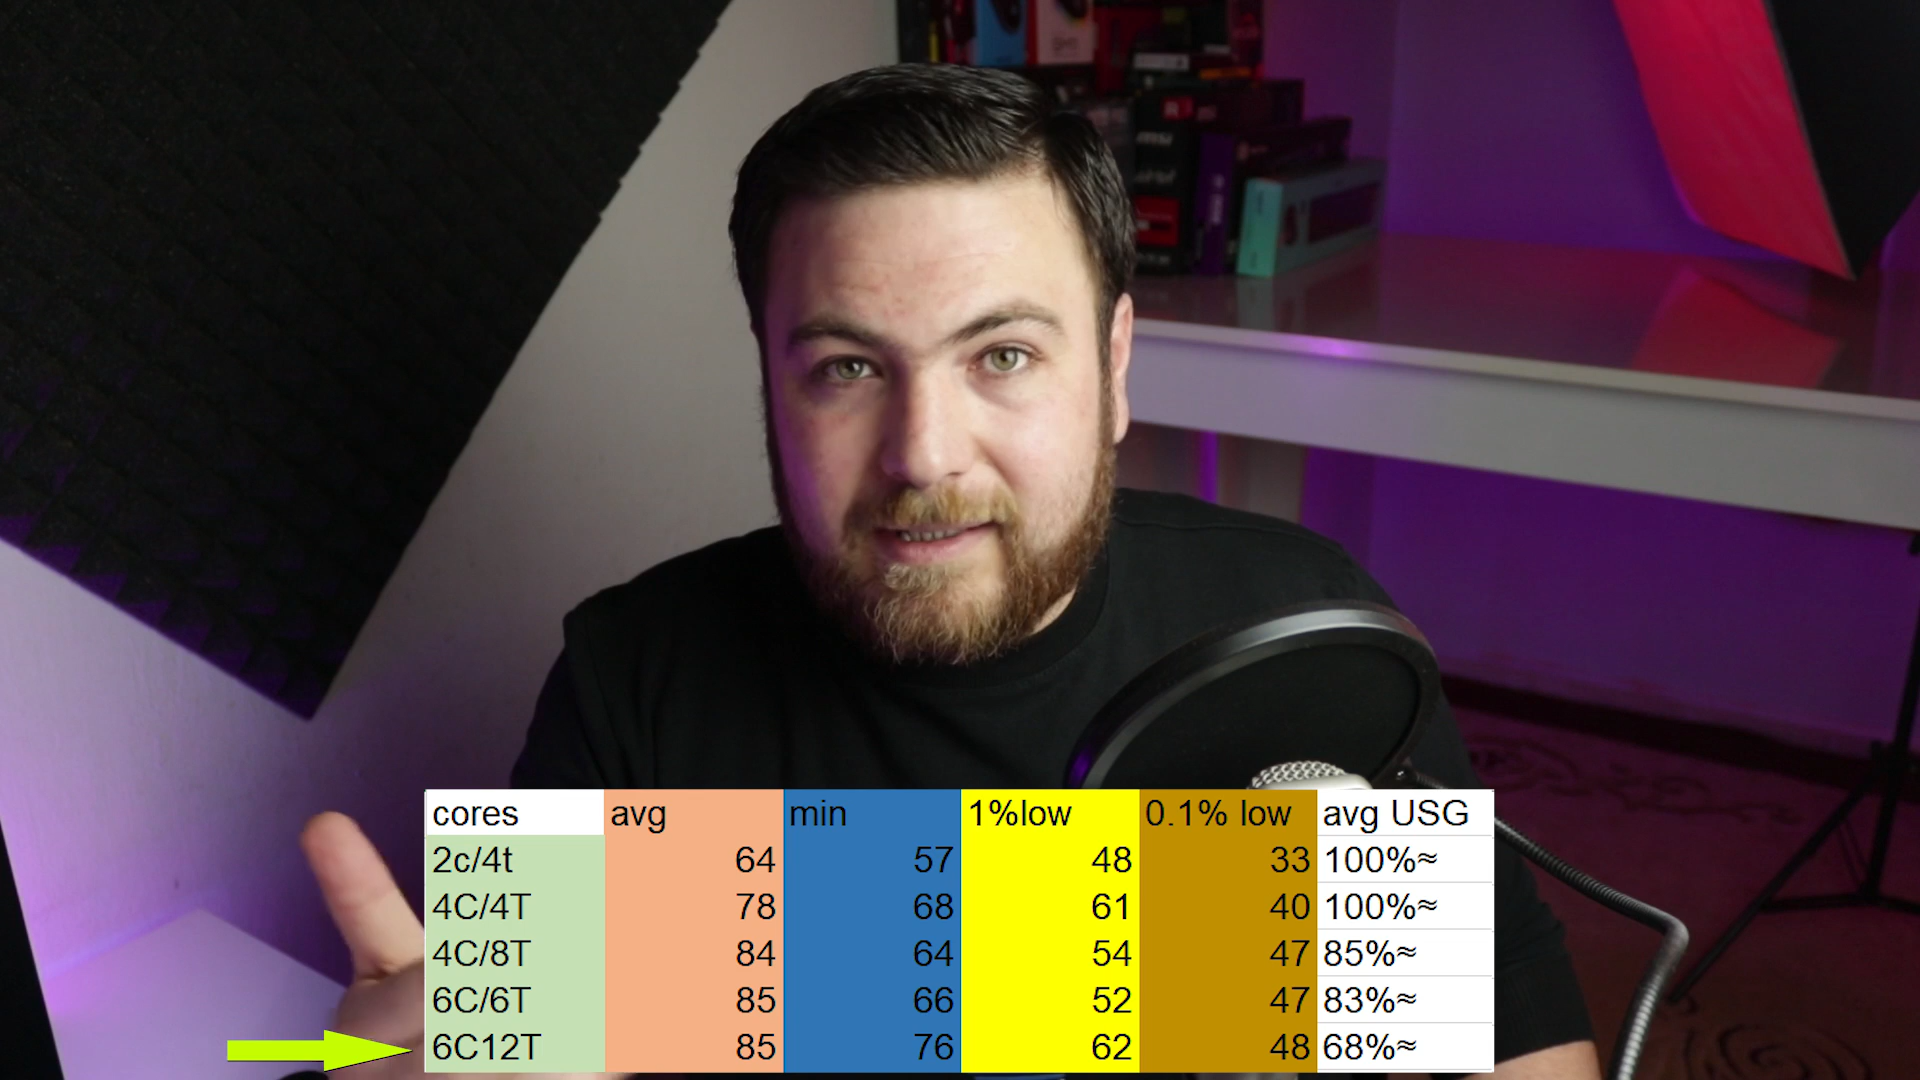 cores avg min 1%low 0.1% low avg USG
2c/4t 64 57 48 33 100%≈
4C/4T 78 68 61 40 100%≈
4C/8T 84 64 54 47 85%≈
6C/6T 85 66 52 47 83%≈
6C12T 85 76 62 48 68%≈